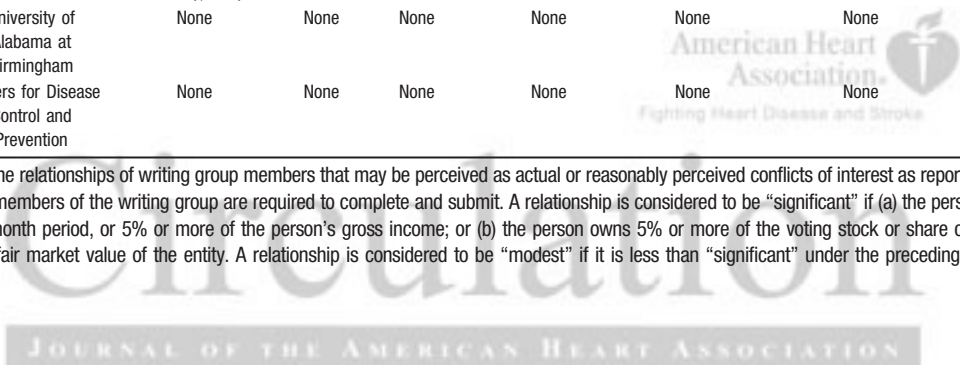 niversity of None None None None None None
labama at
irmingham
American Heart
Association®
ers for Disease None None None None None None
ontrol and
Prevention
Fighting Heart Disease and Stroke
he relationships of writing group members that may be perceived as actual or reasonably perceived conflicts of interest as repor
members of the writing group are required to complete and submit. A relationship is considered to be “significant” if (a) the pers
month period, or 5% or more of the person’s gross income; or (b) the person owns 5% or more of the voting stock or share o
fair market value of the entity. A relationship is considered to be “modest” if it is less than “significant” under the preceding
Circulation
JOURNAL OF THE AMERICAN HEART ASSOCIATION